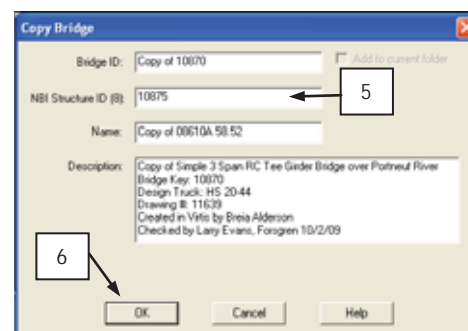 Copy Bridge
Bridge ID: Copy of 10870 Add to current folder
NBI Structure ID (8): 10875 5
Name: Copy of 00610A 58.52
Description: Copy of Simple 3 Span RC Tee Girder Bridge over Portneuf River
Bridge Key: 10870
Design Truck: HS 20-44
Drawing #: 11639
Created in Virtis by Breia Alderson
Checked by Larry Evans, Forsgren 10/2/09
6
OK Cancel Help